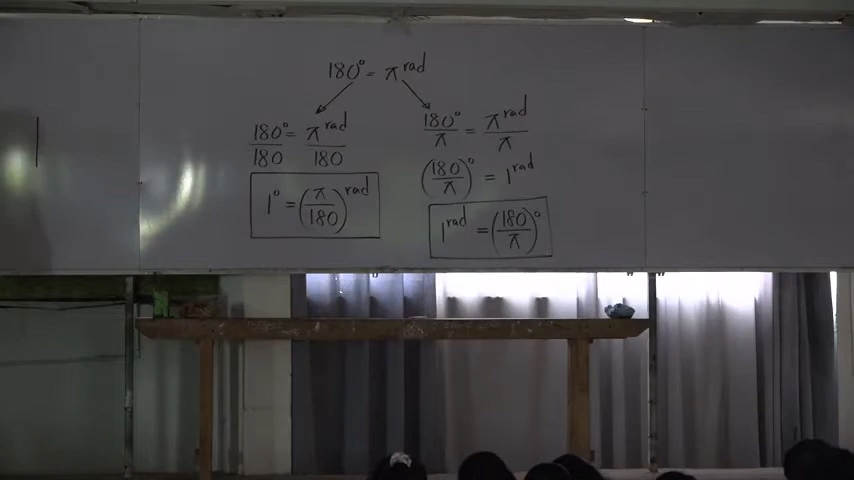 180° = π^rad
180°/180 = π^rad/180
1° = (π/180)^rad
180°/π = π^rad/π
(180/π)° = 1^rad
1^rad = (180/π)°